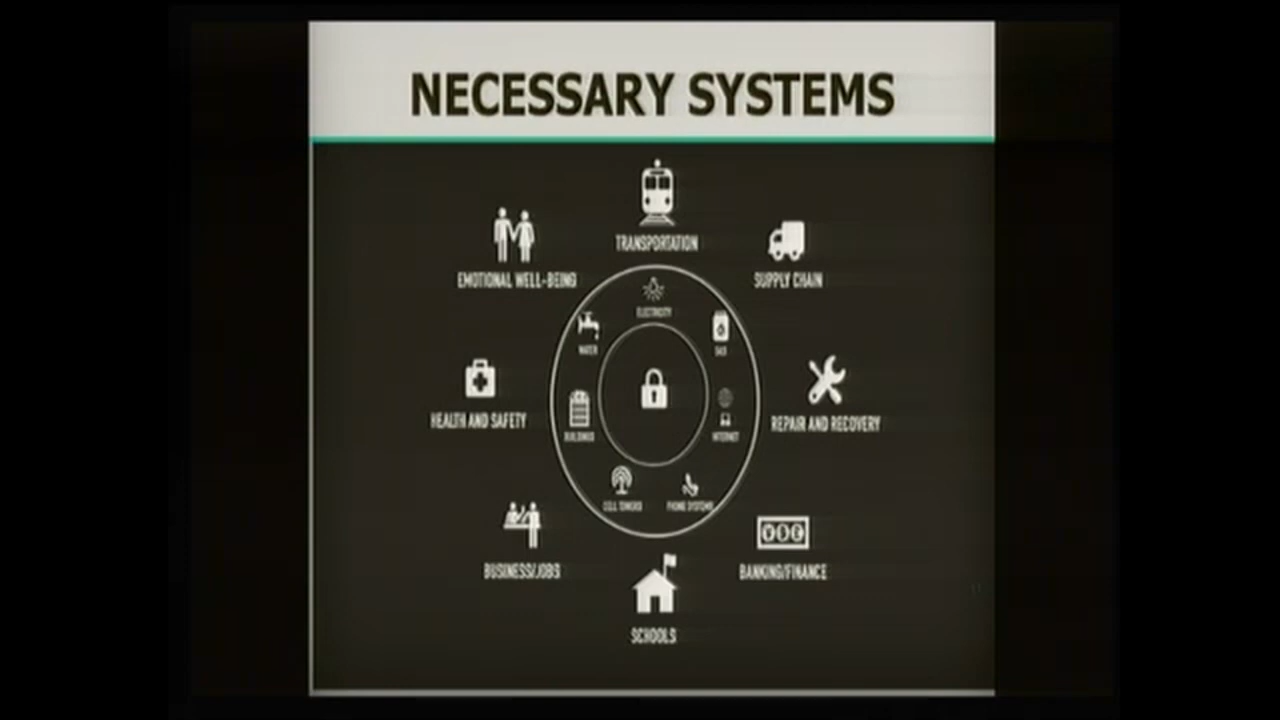 NECESSARY SYSTEMS
TRANSPORTATION
EMOTIONAL WELL-BEING
SUPPLY CHAIN
ELECTRICITY
WATER
GAS
HEALTH AND SAFETY
REPAIR AND RECOVERY
BUILDINGS
INTERNET
CELL TOWERS
PHONE SYSTEMS
BUSINESS/JOBS
BANKING/FINANCE
SCHOOLS